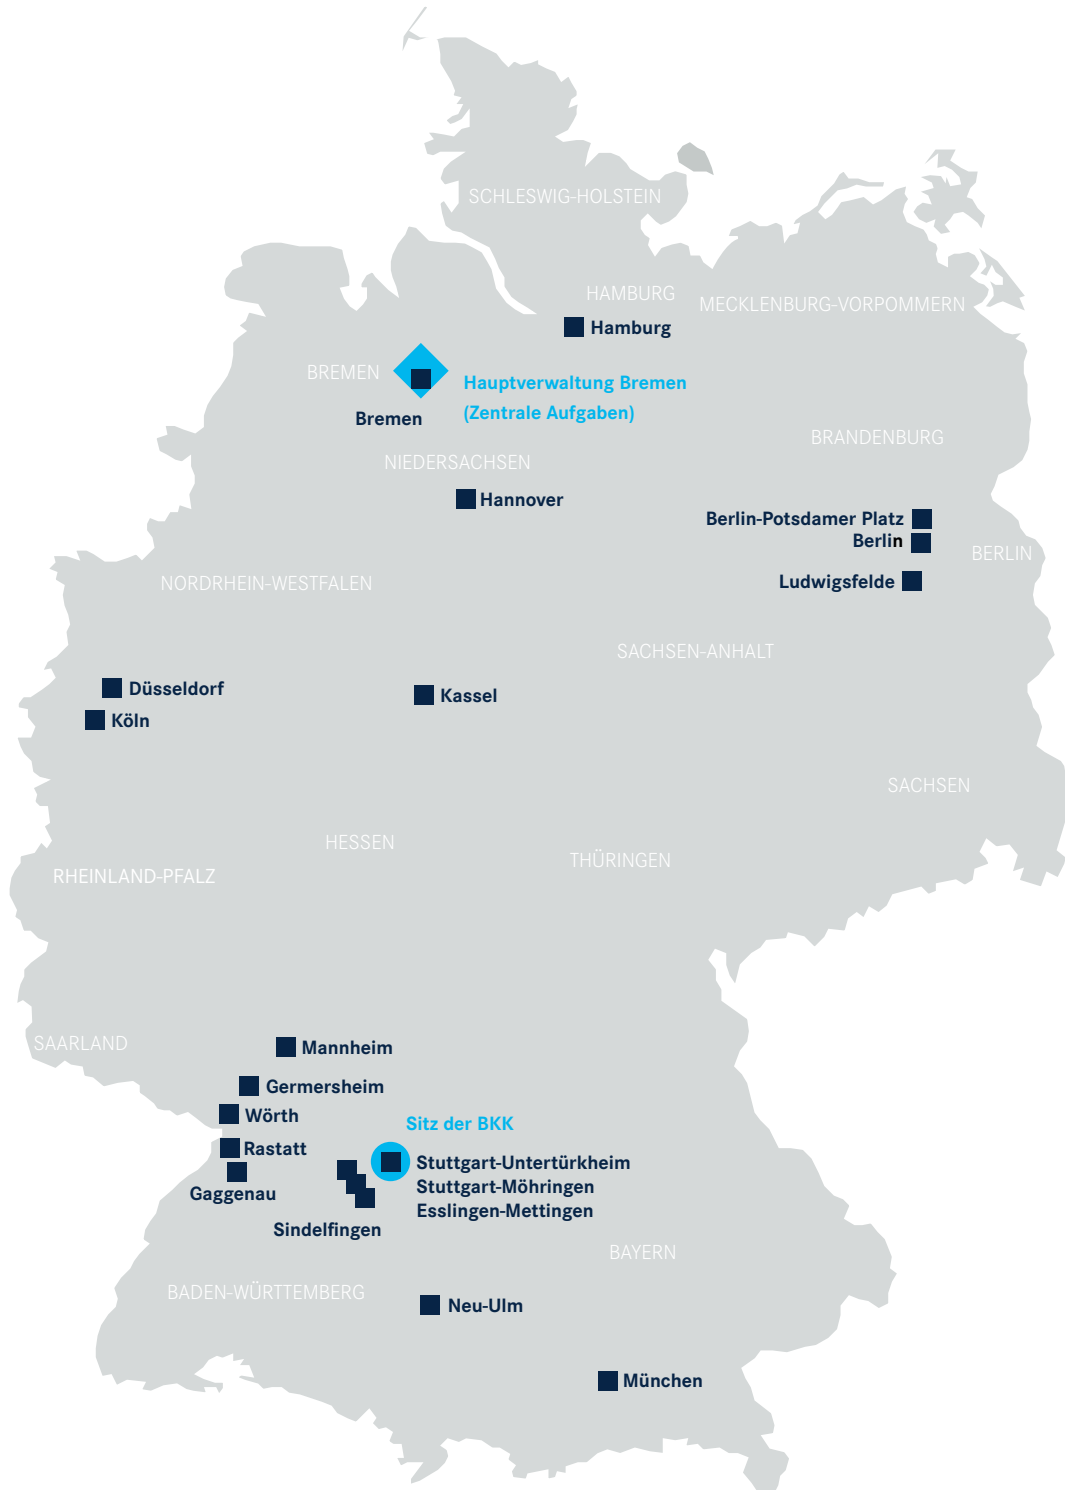 SCHLESWIG-HOLSTEIN
HAMBURG
MECKLENBURG-VORPOMMERN
Hamburg
BREMEN
Hauptverwaltung Bremen
(Zentrale Aufgaben)
Bremen
BRANDENBURG
NIEDERSACHSEN
Hannover
Berlin-Potsdamer Platz
Berlin
BERLIN
Ludwigsfelde
NORDRHEIN-WESTFALEN
SACHSEN-ANHALT
Düsseldorf
Kassel
Köln
SACHSEN
HESSEN
THÜRINGEN
RHEINLAND-PFALZ
SAARLAND
Mannheim
Germersheim
Wörth
Sitz der BKK
Rastatt
Stuttgart-Untertürkheim
Stuttgart-Möhringen
Gaggenau
Esslingen-Mettingen
Sindelfingen
BAYERN
BADEN-WÜRTTEMBERG
Neu-Ulm
München